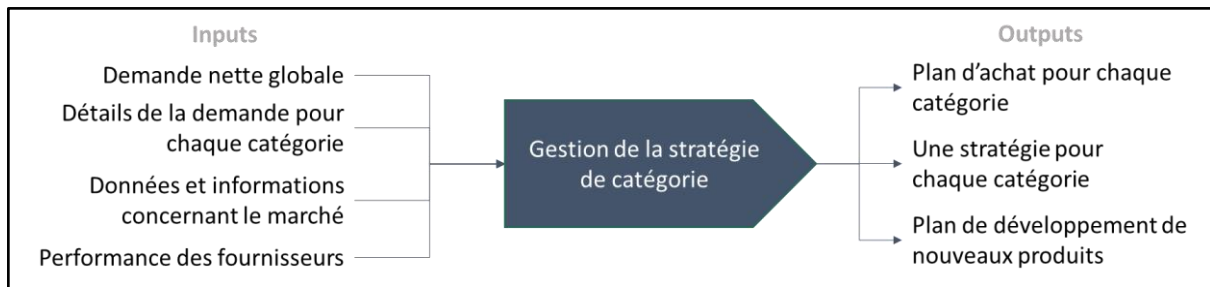 Inputs
Demande nette globale
Détails de la demande pour
chaque catégorie
Données et informations
concernant le marché
Performance des fournisseurs
Gestion de la stratégie
de catégorie
Outputs
Plan d'achat pour chaque
catégorie
Une stratégie pour
chaque catégorie
Plan de développement de
nouveaux produits